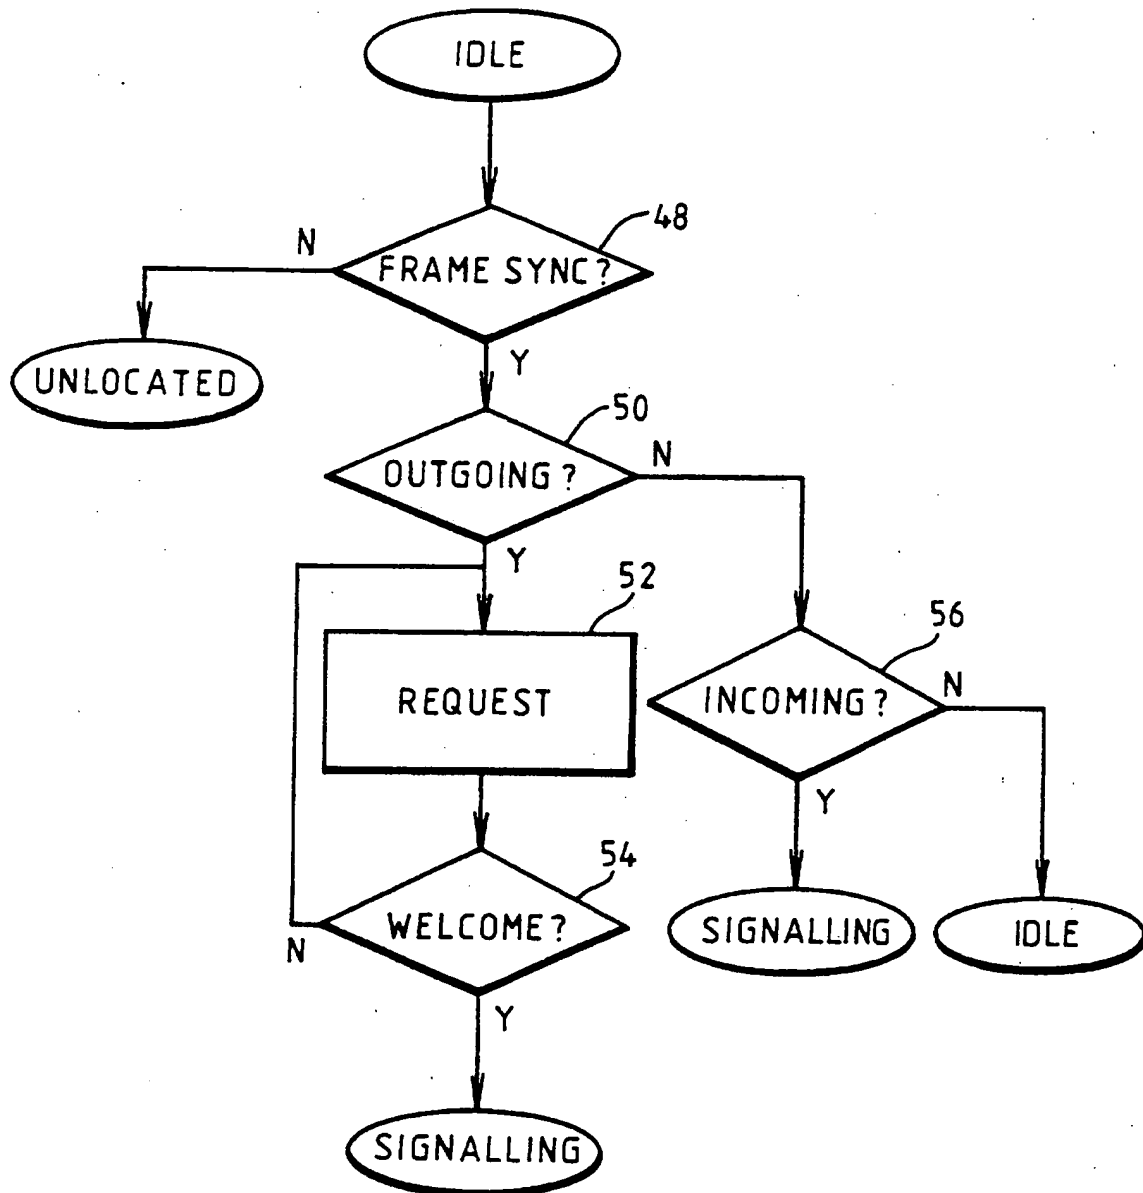 IDLE
48
N
FRAME SYNC?
Y
UNLOCATED
50
OUTGOING?
N
Y
52
56
REQUEST
INCOMING?
N
Y
54
WELCOME?
N
SIGNALLING
IDLE
Y
SIGNALLING